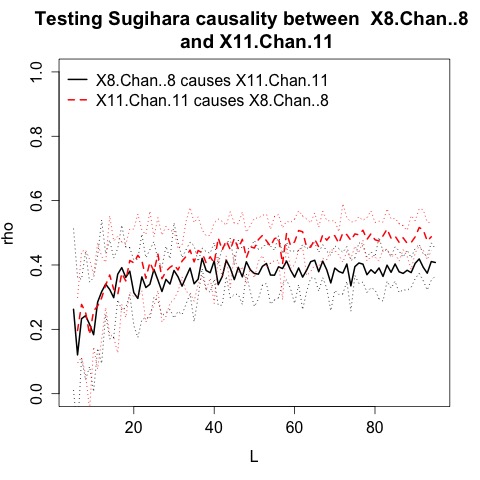 Testing Sugihara causality between  X8.Chan..8
and X11.Chan.11
X8.Chan..8 causes X11.Chan.11
X11.Chan.11 causes X8.Chan..8
rho
1.0
0.8
0.6
0.4
0.2
0.0
20 40 60 80
L